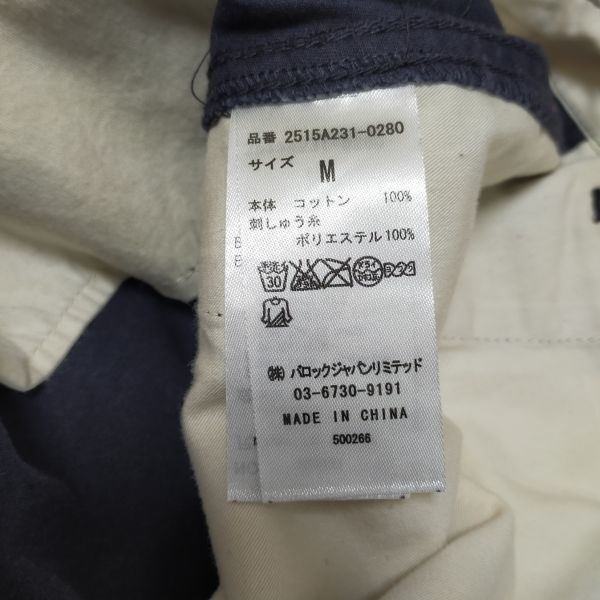 品番 2515A231-0280
サイズ
M
本体 コットン 100%
刺しゅう糸
ポリエステル 100%
30
㈱ バロックジャパンリミテッド
03-6730-9191
MADE IN CHINA
500266